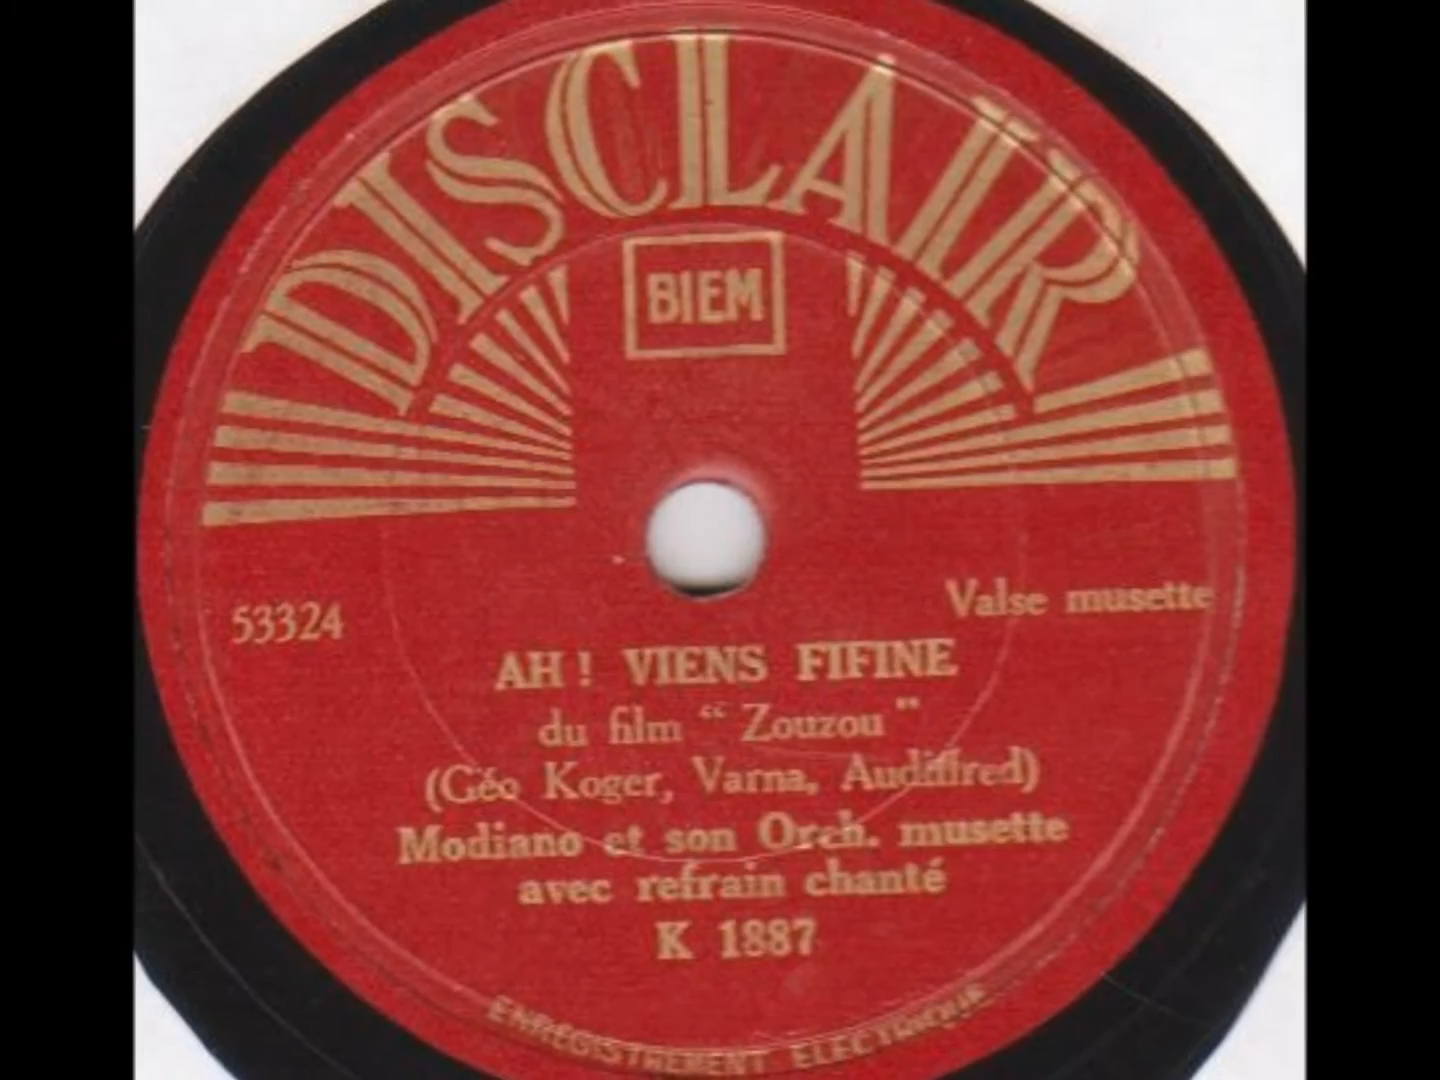 DISCLAIR
BIEM
53324
Valse musette
AH ! VIENS FIFINE
du film “ Zouzou ”
(Géo Koger, Varna, Audiffred)
Modiano et son Orch. musette
avec refrain chanté
K 1887
ENREGISTREMENT ELECTRIQUE